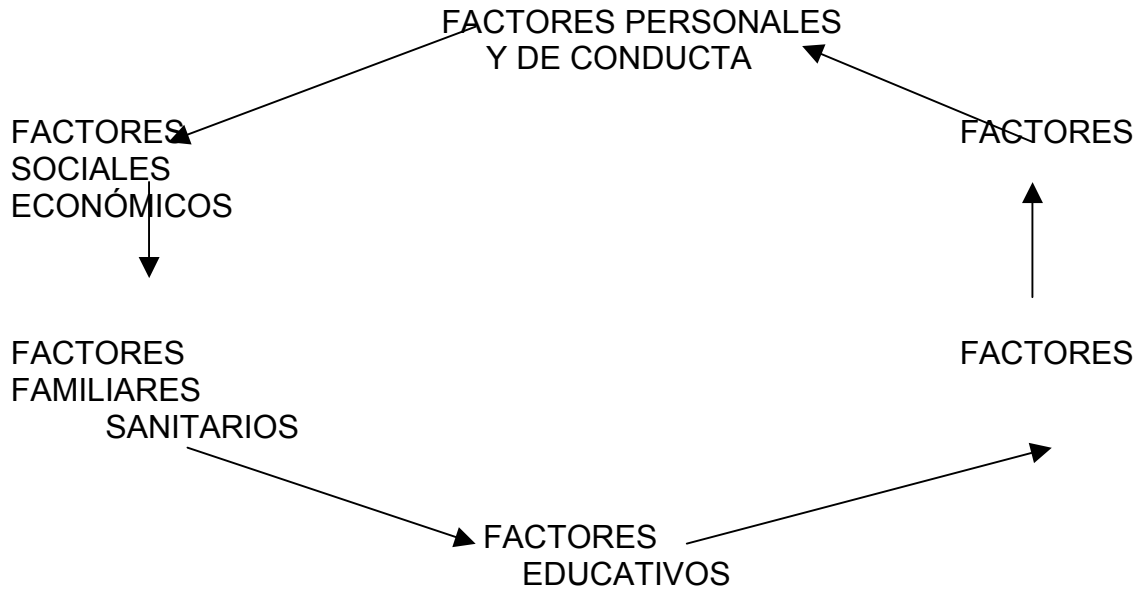 FACTORES PERSONALES
Y DE CONDUCTA
FACTORES FACTORES
SOCIALES
ECONÓMICOS
FACTORES FACTORES
FAMILIARES
SANITARIOS
FACTORES
EDUCATIVOS